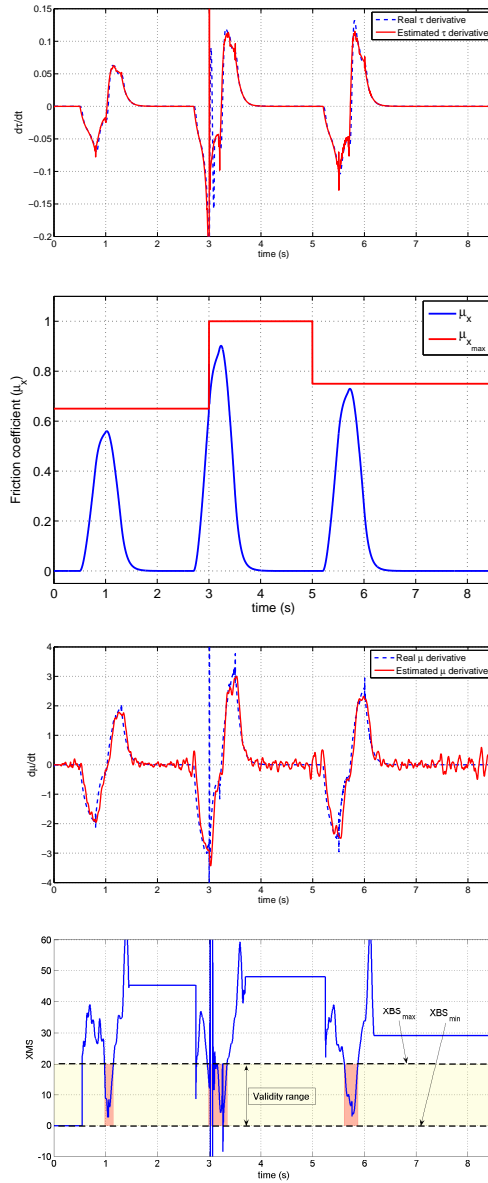 0.15
0.1
0.05
0
−0.05
−0.1
−0.15
−0.2
dτ/dt
Real τ derivative
Estimated τ derivative
0 1 2 3 4 5 6 7 8
time (s)
1
0.8
0.6
0.4
0.2
0
Friction coefficient (μx)
μx
μxmax
0 1 2 3 4 5 6 7 8
time (s)
4
3
2
1
0
−1
−2
−3
−4
dμ/dt
Real μ derivative
Estimated μ derivative
0 1 2 3 4 5 6 7 8
time (s)
60
50
40
30
20
10
0
-10
XMS
XBSmax
XBSmin
Validity range
0 1 2 3 4 5 6 7 8
time (s)